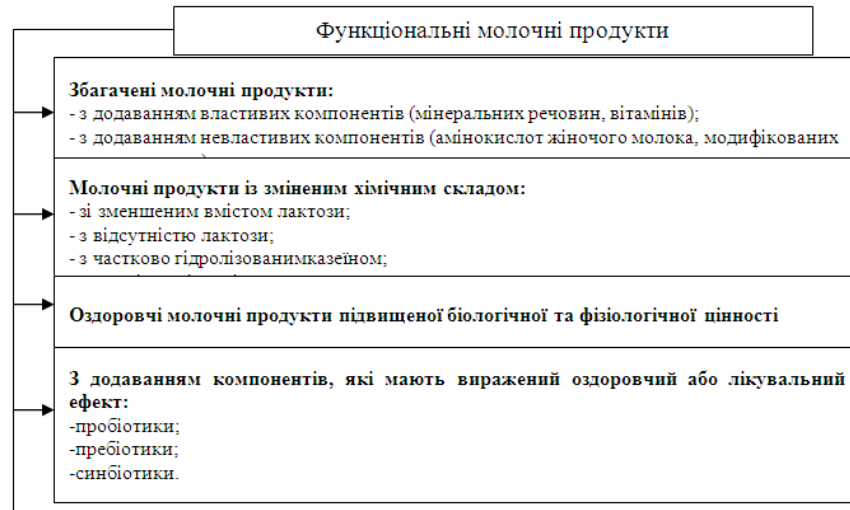 Функціональні молочні продукти
Збагачені молочні продукти:
- з додаванням властивих компонентів (мінеральних речовин, вітамінів);
- з додаванням невластивих компонентів (амінокислот жіночого молока, модифікованих
Молочні продукти із зміненим хімічним складом:
- зі зменшеним вмістом лактози;
- з відсутністю лактози;
- з частково гідролізованимказеїном;
Оздоровчі молочні продукти підвищеної біологічної та фізіологічної цінності
З додаванням компонентів, які мають виражений оздоровчий або лікувальний
ефект:
-пробіотики;
-пребіотики;
-синбіотики.